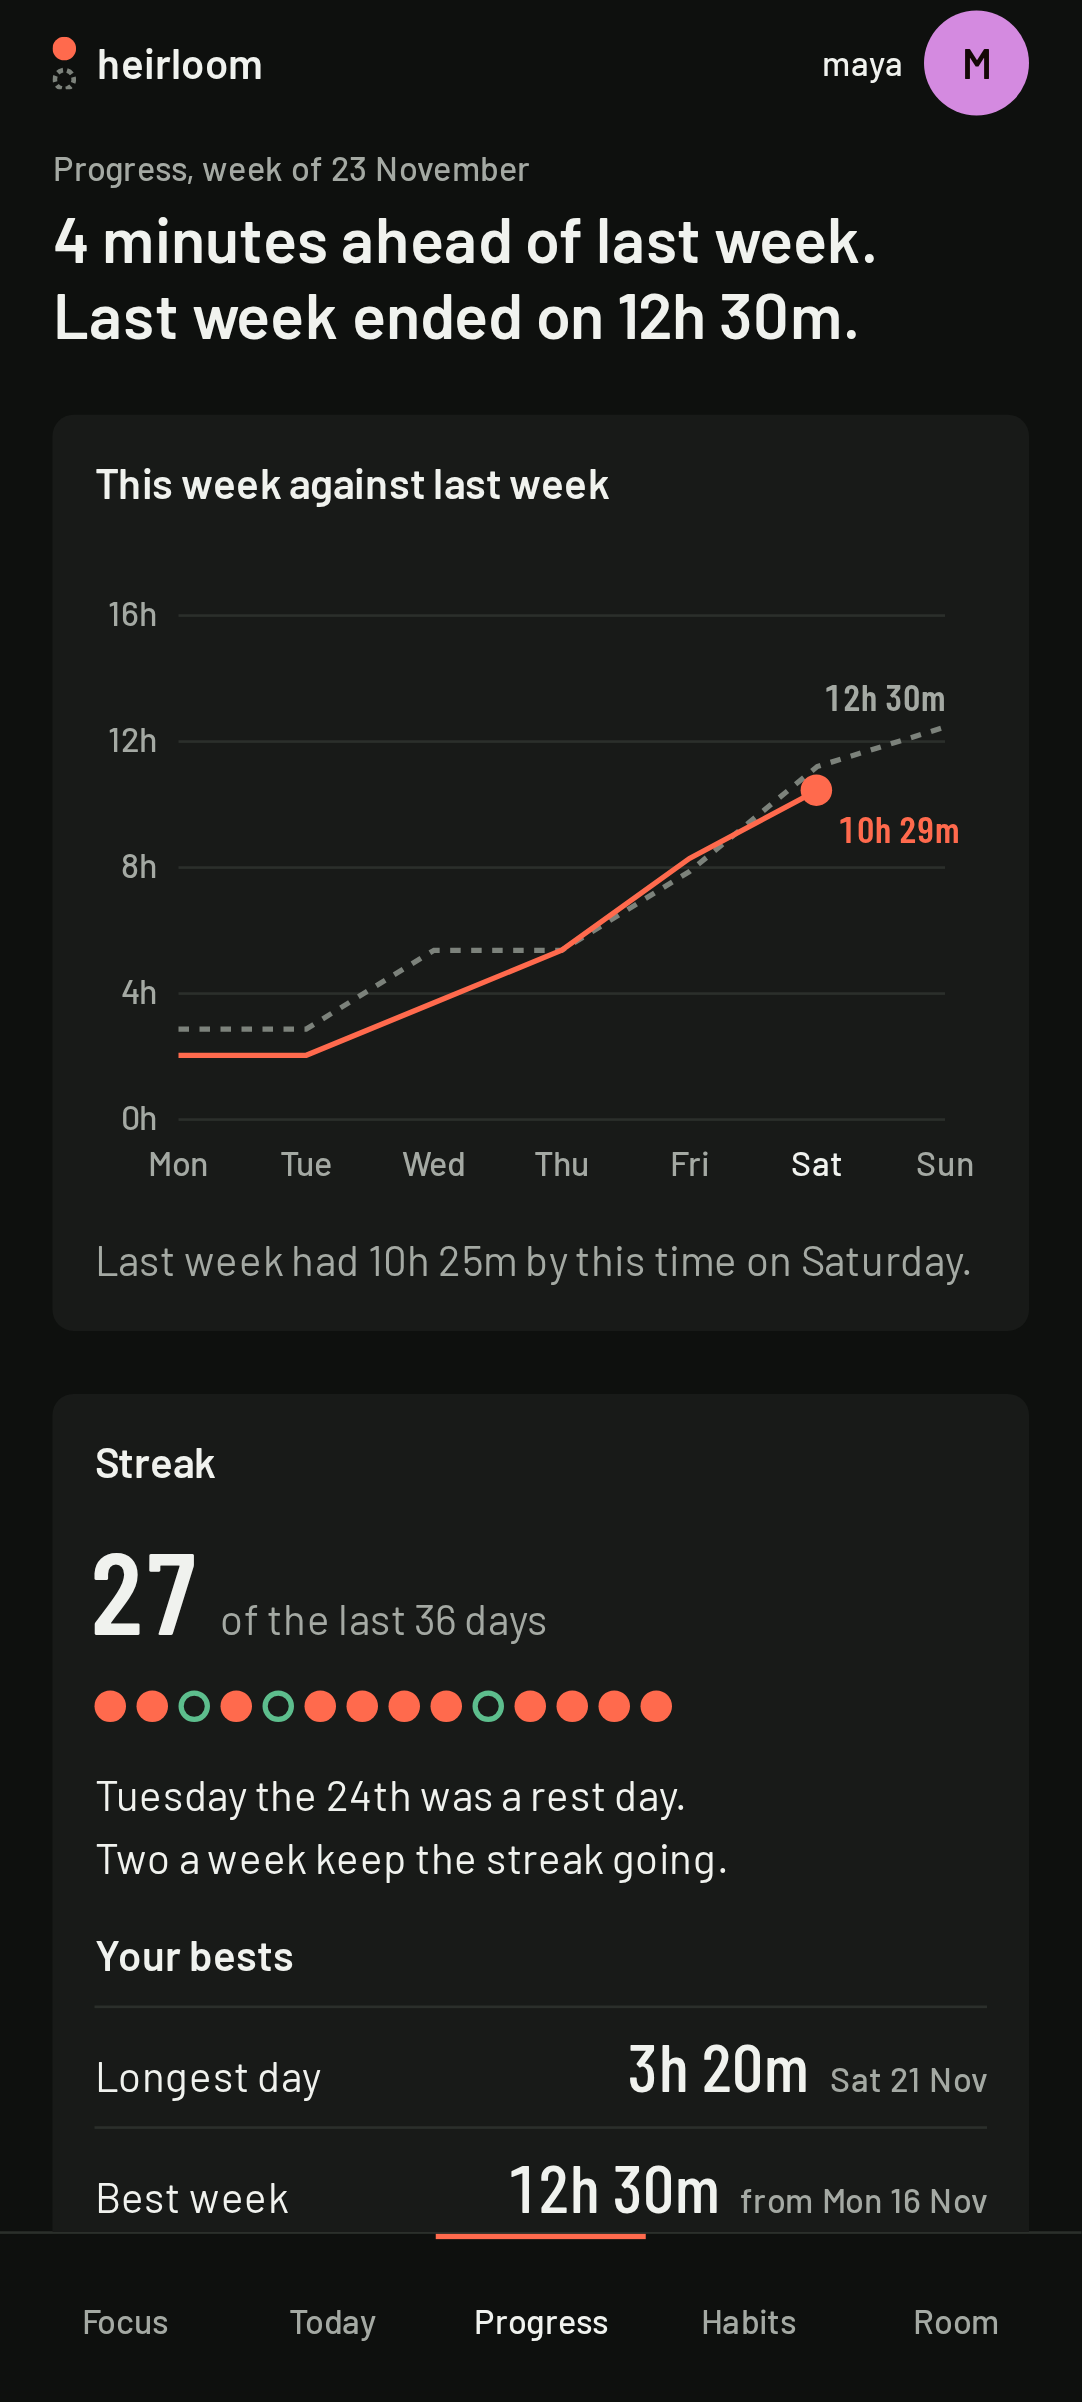 heirloom
maya
M
Progress, week of 23 November
4 minutes ahead of last week.
Last week ended on 12h 30m.
This week against last week
16h
12h 30m
12h
10h 29m
8h
4h
0h
Mon Tue Wed Thu Fri Sat Sun
Last week had 10h 25m by this time on Saturday.
Streak
27 of the last 36 days
Tuesday the 24th was a rest day.
Two a week keep the streak going.
Your bests
Longest day 3h 20m Sat 21 Nov
Best week 12h 30m from Mon 16 Nov
Focus Today Progress Habits Room